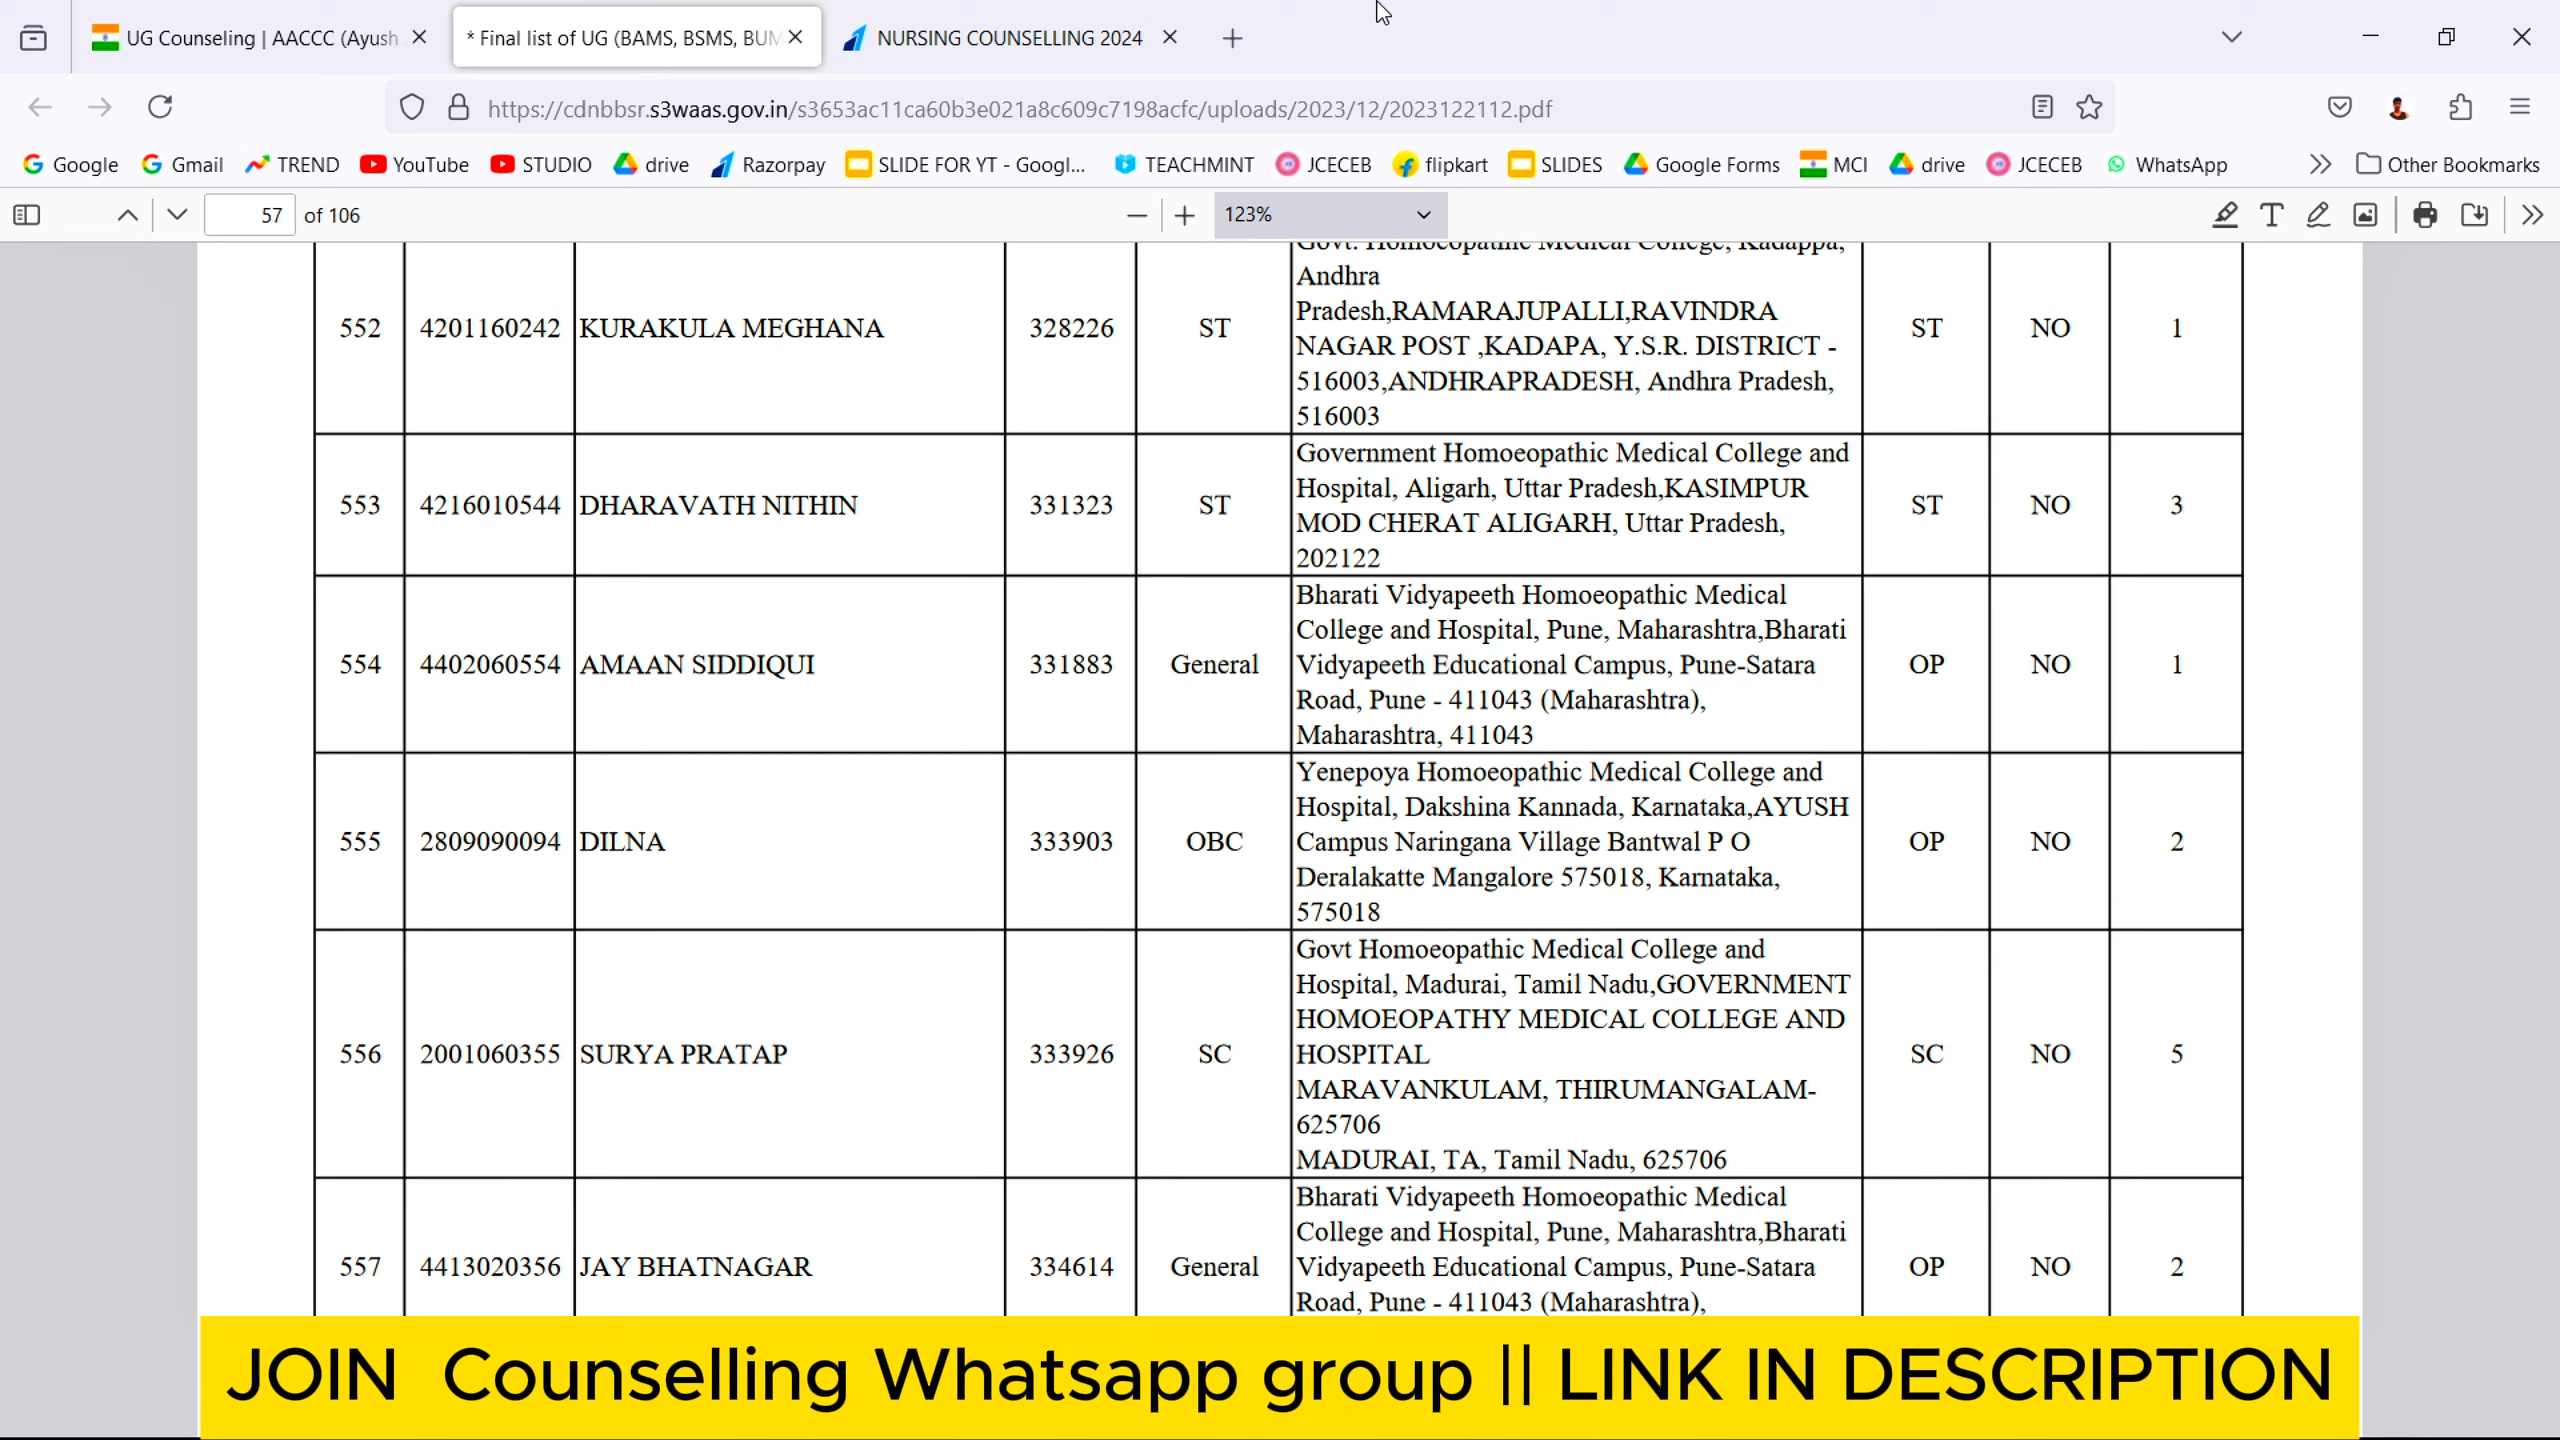 UG Counseling | AACCC (Ayush
* Final list of UG (BAMS, BSMS, BUM
NURSING COUNSELLING 2024
https://cdnbbsr.s3waas.gov.in/s3653ac11ca60b3e021a8c609c7198acfc/uploads/2023/12/2023122112.pdf
Google Gmail TREND YouTube STUDIO drive Razorpay SLIDE FOR YT - Googl... TEACHMINT JCECEB flipkart SLIDES Google Forms MCI drive JCECEB WhatsApp Other Bookmarks
57 of 106 123%
Govt. Homoeopathic Medical College, Kadappa,
Andhra
Pradesh,RAMARAJUPALLI,RAVINDRA
552 4201160242 KURAKULA MEGHANA 328226 ST NAGAR POST ,KADAPA, Y.S.R. DISTRICT - ST NO 1
516003,ANDHRAPRADESH, Andhra Pradesh,
516003
Government Homoeopathic Medical College and
Hospital, Aligarh, Uttar Pradesh,KASIMPUR
553 4216010544 DHARAVATH NITHIN 331323 ST MOD CHERAT ALIGARH, Uttar Pradesh, ST NO 3
202122
Bharati Vidyapeeth Homoeopathic Medical
College and Hospital, Pune, Maharashtra,Bharati
554 4402060554 AMAAN SIDDIQUI 331883 General Vidyapeeth Educational Campus, Pune-Satara OP NO 1
Road, Pune - 411043 (Maharashtra),
Maharashtra, 411043
Yenepoya Homoeopathic Medical College and
Hospital, Dakshina Kannada, Karnataka,AYUSH
555 2809090094 DILNA 333903 OBC Campus Naringana Village Bantwal P O OP NO 2
Deralakatte Mangalore 575018, Karnataka,
575018
Govt Homoeopathic Medical College and
Hospital, Madurai, Tamil Nadu,GOVERNMENT
HOMOEOPATHY MEDICAL COLLEGE AND
556 2001060355 SURYA PRATAP 333926 SC HOSPITAL SC NO 5
MARAVANKULAM, THIRUMANGALAM-
625706
MADURAI, TA, Tamil Nadu, 625706
Bharati Vidyapeeth Homoeopathic Medical
College and Hospital, Pune, Maharashtra,Bharati
557 4413020356 JAY BHATNAGAR 334614 General Vidyapeeth Educational Campus, Pune-Satara OP NO 2
Road, Pune - 411043 (Maharashtra),
JOIN Counselling Whatsapp group || LINK IN DESCRIPTION